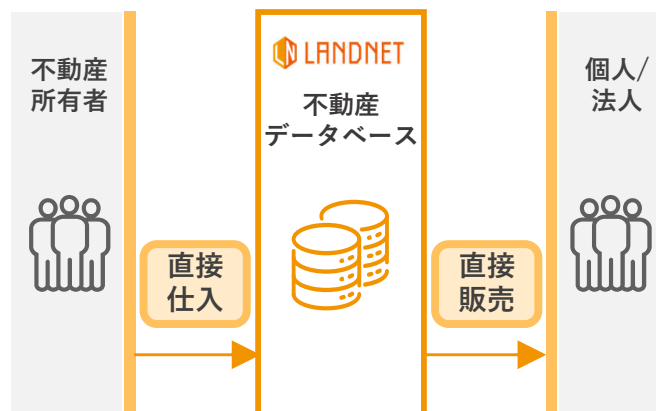 不動産
所有者
直接
仕入
LANDNET
不動産
データベース
直接
販売
個人/
法人